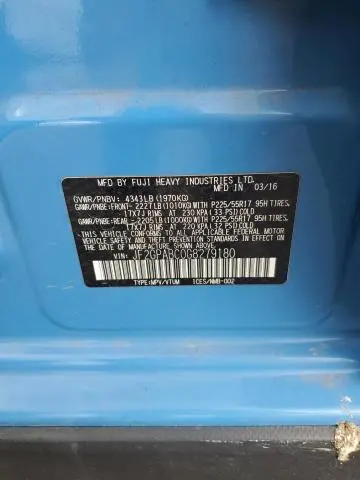 MFD BY FUJI HEAVY INDUSTRIES LTD.
MFD IN 03/16
GVWR/PNBV: 4343LB (1970KG)
GAWR/PNBE:FRONT- 2227LB(1010KG)WITH P225/55R17 95H TIRES,
17X7J RIMS AT 230 KPA(33 PSI)COLD
GAWR/PNBE:REAR -2205LB(1000KG)WITH P225/55R17 95H TIRES,
17X7J RIMS AT 220 KPA(32 PSI)COLD
THIS VEHICLE CONFORMS TO ALL APPLICABLE FEDERAL
MOTOR VEHICLE SAFETY, BUMPER, AND THEFT PREVENTION
STANDARDS IN EFFECT ON THE DATE OF MANUFACTURE
SHOWN ABOVE.
VIN: JF2GPABC0G8279180
TYPE:MPV/VTUM ICES/NMB-002